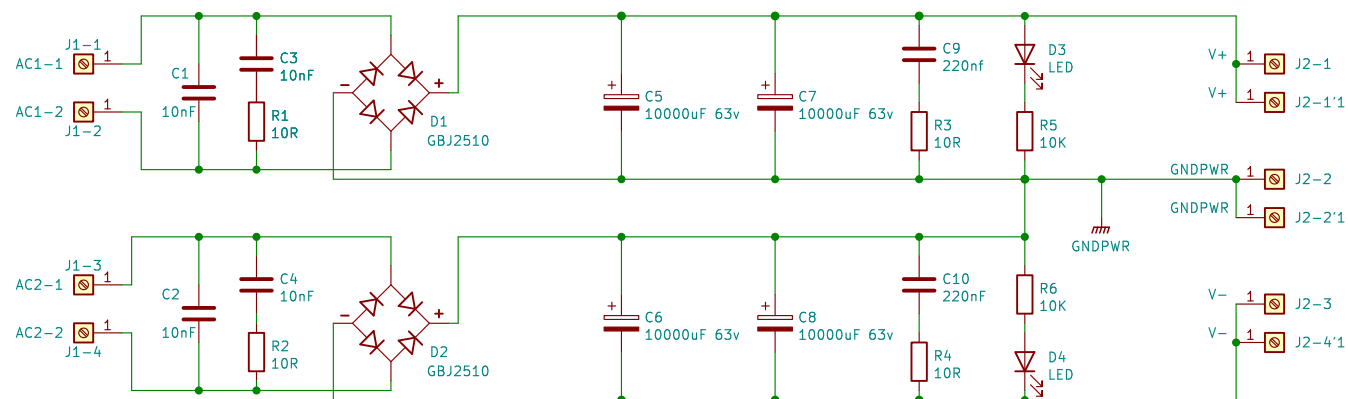 J1-1
AC1-1 1
AC1-2 1
J1-2
C1
10nF
C3
10nF
R1
10R
- +
D1
GBJ2510
+
C5
10000uF 63v
+
C7
10000uF 63v
C9
220nf
R3
10R
D3
LED
R5
10K
V+ 1 J2-1
V+ 1 J2-1'1
GNDPWR 1 J2-2
GNDPWR 1 J2-2'1
GNDPWR
J1-3
AC2-1 1
AC2-2 1
J1-4
C2
10nF
C4
10nF
R2
10R
- +
D2
GBJ2510
+
C6
10000uF 63v
+
C8
10000uF 63v
C10
220nF
R4
10R
R6
10K
D4
LED
V- 1 J2-3
V- 1 J2-4'1